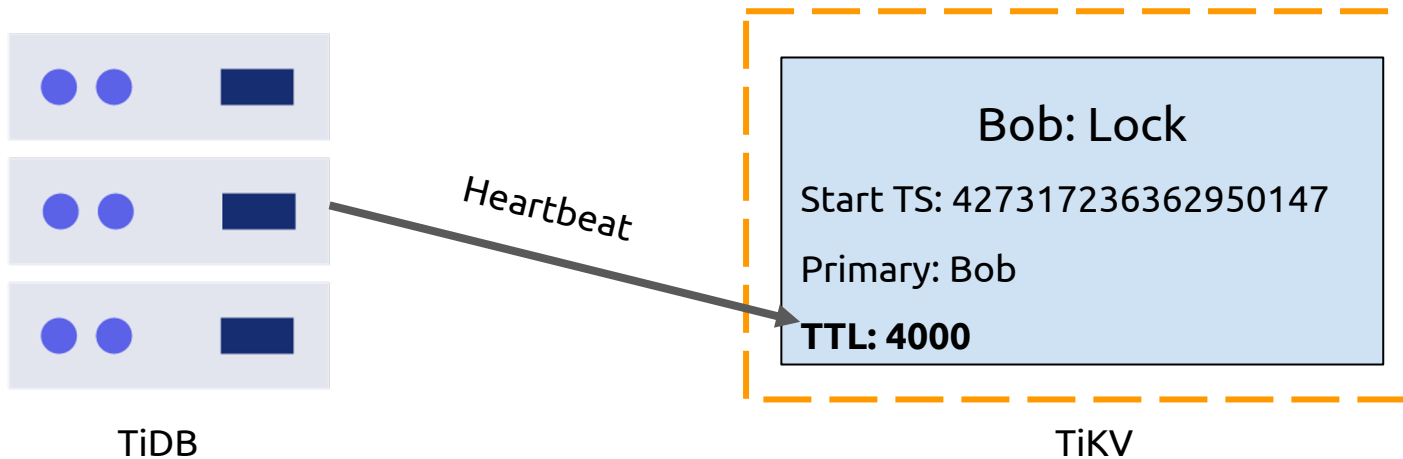 Heartbeat
Bob: Lock
Start TS: 427317236362950147
Primary: Bob
TTL: 4000
TiDB
TiKV